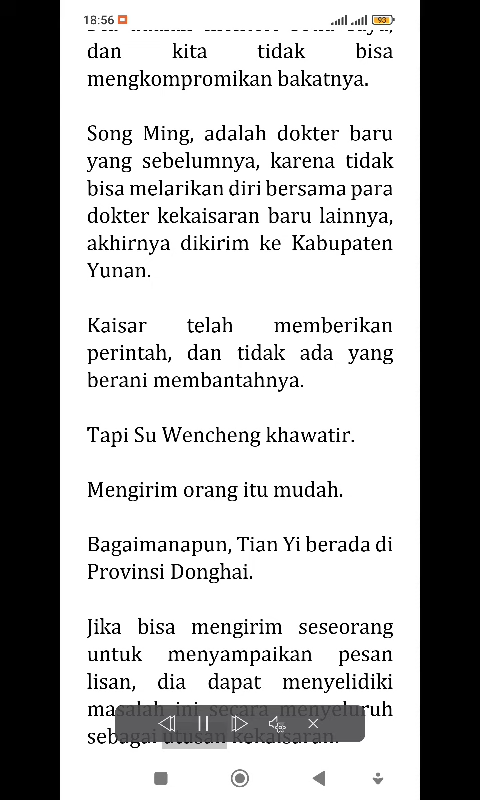 18:56
93
dan kita tidak bisa
mengkompromikan bakatnya.
Song Ming, adalah dokter baru
yang sebelumnya, karena tidak
bisa melarikan diri bersama para
dokter kekaisaran baru lainnya,
akhirnya dikirim ke Kabupaten
Yunan.
Kaisar telah memberikan
perintah, dan tidak ada yang
berani membantahnya.
Tapi Su Wencheng khawatir.
Mengirim orang itu mudah.
Bagaimanapun, Tian Yi berada di
Provinsi Donghai.
Jika bisa mengirim seseorang
untuk menyampaikan pesan
lisan, dia dapat menyelidiki
masalah ini secara menyeluruh
sebagai utusan kekaisaran.